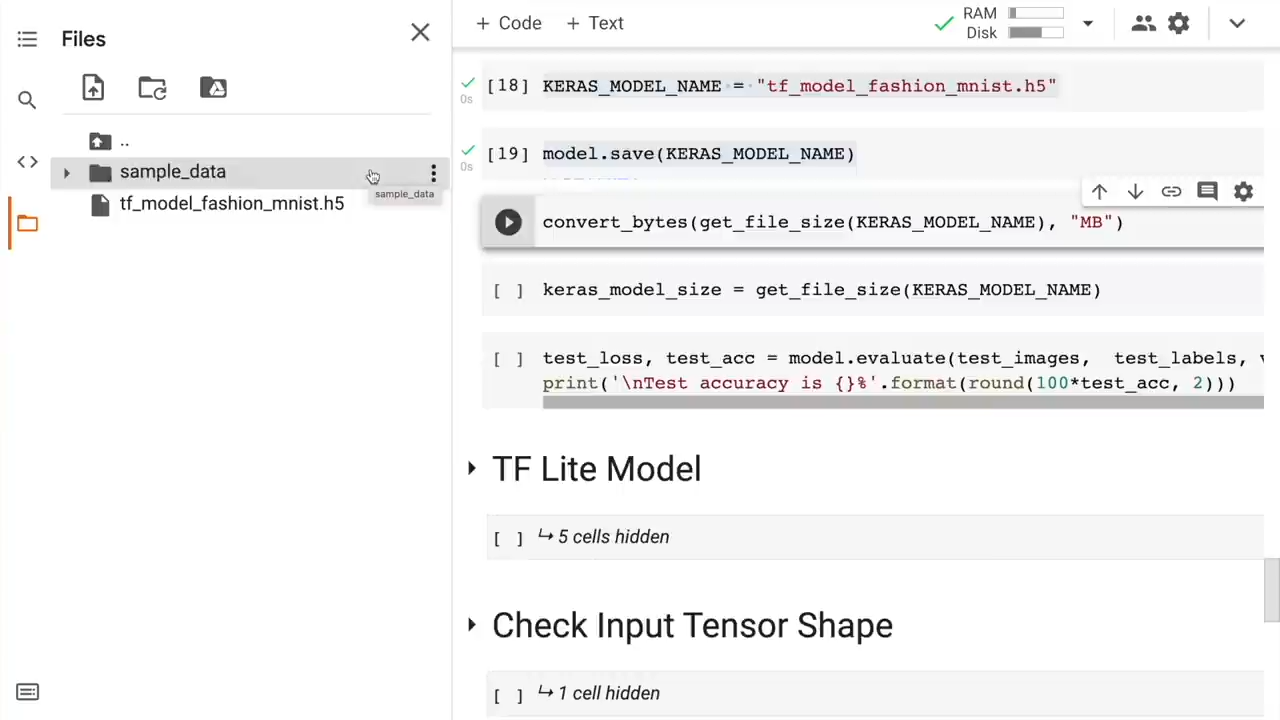 Files
..
sample_data
sample_data
tf_model_fashion_mnist.h5
+ Code + Text
RAM
Disk
[18] KERAS_MODEL_NAME = "tf_model_fashion_mnist.h5"
0s
[19] model.save(KERAS_MODEL_NAME)
0s
convert_bytes(get_file_size(KERAS_MODEL_NAME), "MB")
[ ] keras_model_size = get_file_size(KERAS_MODEL_NAME)
[ ] test_loss, test_acc = model.evaluate(test_images, test_labels,
print('\nTest accuracy is {}%'.format(round(100*test_acc, 2)))
TF Lite Model
[ ] ↳ 5 cells hidden
Check Input Tensor Shape
[ ] ↳ 1 cell hidden